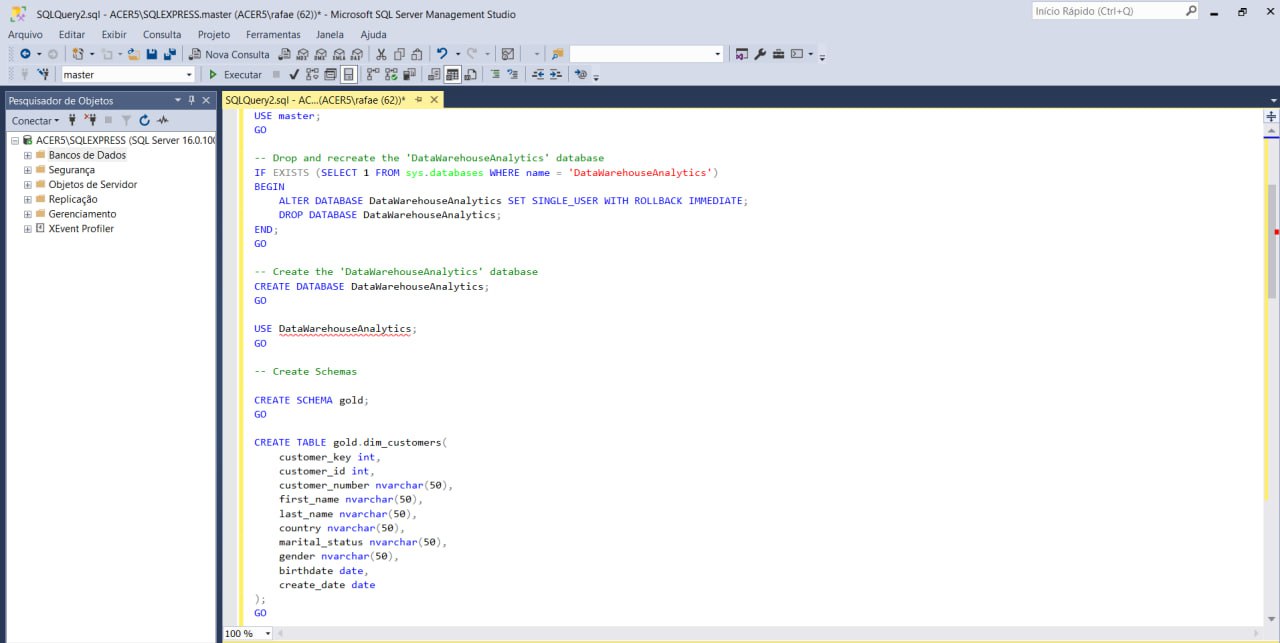 SQLQuery2.sql - ACER5\SQLEXPRESS.master (ACER5\rafae (62))* - Microsoft SQL Server Management Studio
Início Rápido (Ctrl+Q)
Arquivo Editar Exibir Consulta Projeto Ferramentas Janela Ajuda
Nova Consulta
master
Executar
Pesquisador de Objetos
Conectar
ACER5\SQLEXPRESS (SQL Server 16.0.100
Bancos de Dados
Segurança
Objetos de Servidor
Replicação
Gerenciamento
XEvent Profiler
SQLQuery2.sql - AC...(ACER5\rafae (62))*
USE master;
GO
-- Drop and recreate the 'DataWarehouseAnalytics' database
IF EXISTS (SELECT 1 FROM sys.databases WHERE name = 'DataWarehouseAnalytics')
BEGIN
ALTER DATABASE DataWarehouseAnalytics SET SINGLE_USER WITH ROLLBACK IMMEDIATE;
DROP DATABASE DataWarehouseAnalytics;
END;
GO
-- Create the 'DataWarehouseAnalytics' database
CREATE DATABASE DataWarehouseAnalytics;
GO
USE DataWarehouseAnalytics;
GO
-- Create Schemas
CREATE SCHEMA gold;
GO
CREATE TABLE gold.dim_customers(
customer_key int,
customer_id int,
customer_number nvarchar(50),
first_name nvarchar(50),
last_name nvarchar(50),
country nvarchar(50),
marital_status nvarchar(50),
gender nvarchar(50),
birthdate date,
create_date date
);
GO
100 %